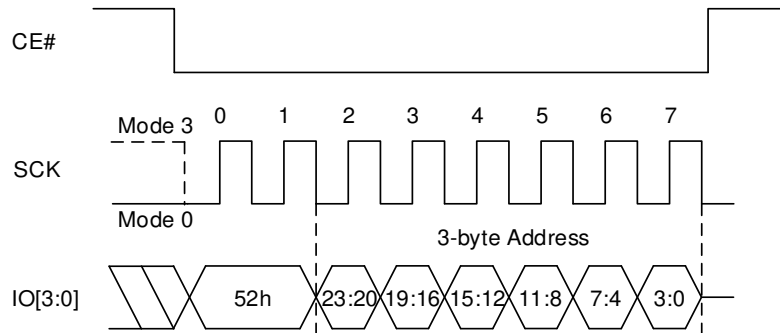 CE#
0 1 2 3 4 5 6 7
Mode 3
SCK
Mode 0
3-byte Address
IO[3:0] 52h 23:20 19:16 15:12 11:8 7:4 3:0